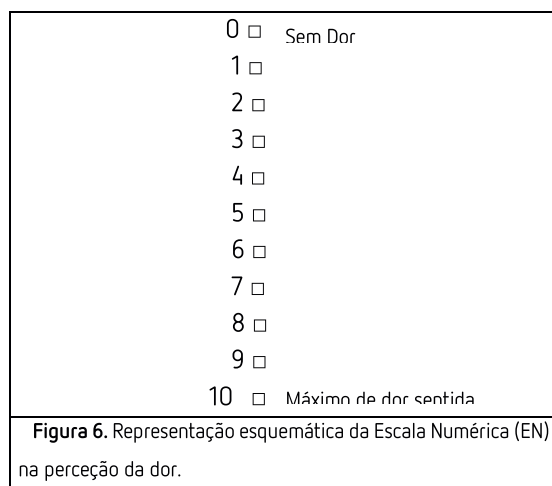 0 □ Sem Dor
1 □
2 □
3 □
4 □
5 □
6 □
7 □
8 □
9 □
10 □ Máximo de dor sentida
Figura 6. Representação esquemática da Escala Numérica (EN)
na perceção da dor.